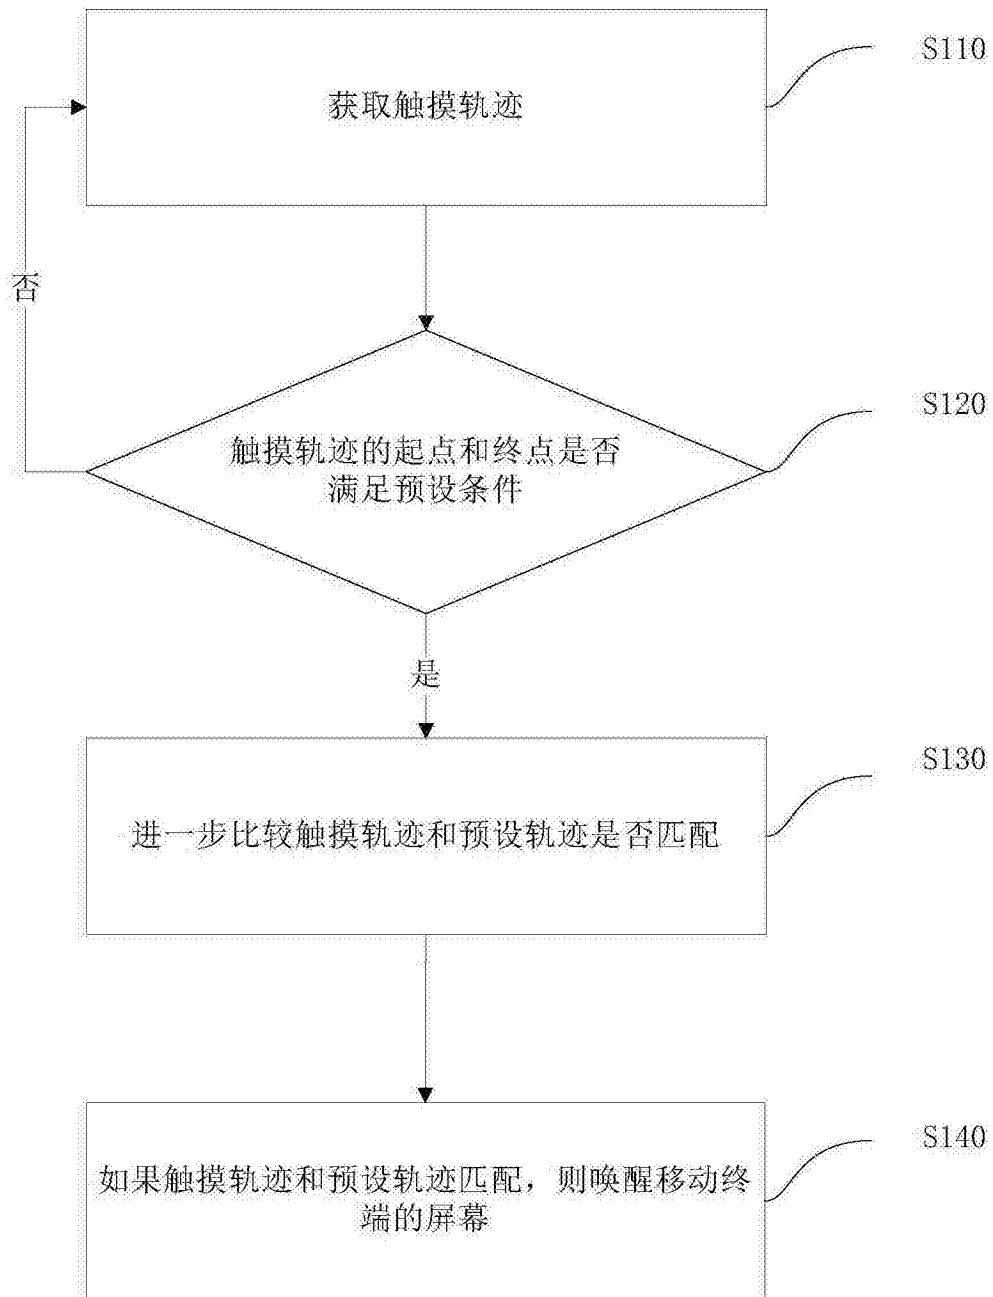 S110
获取触摸轨迹
否
S120
触摸轨迹的起点和终点是否
满足预设条件
是
S130
进一步比较触摸轨迹和预设轨迹是否匹配
S140
如果触摸轨迹和预设轨迹匹配，则唤醒移动终
端的屏幕